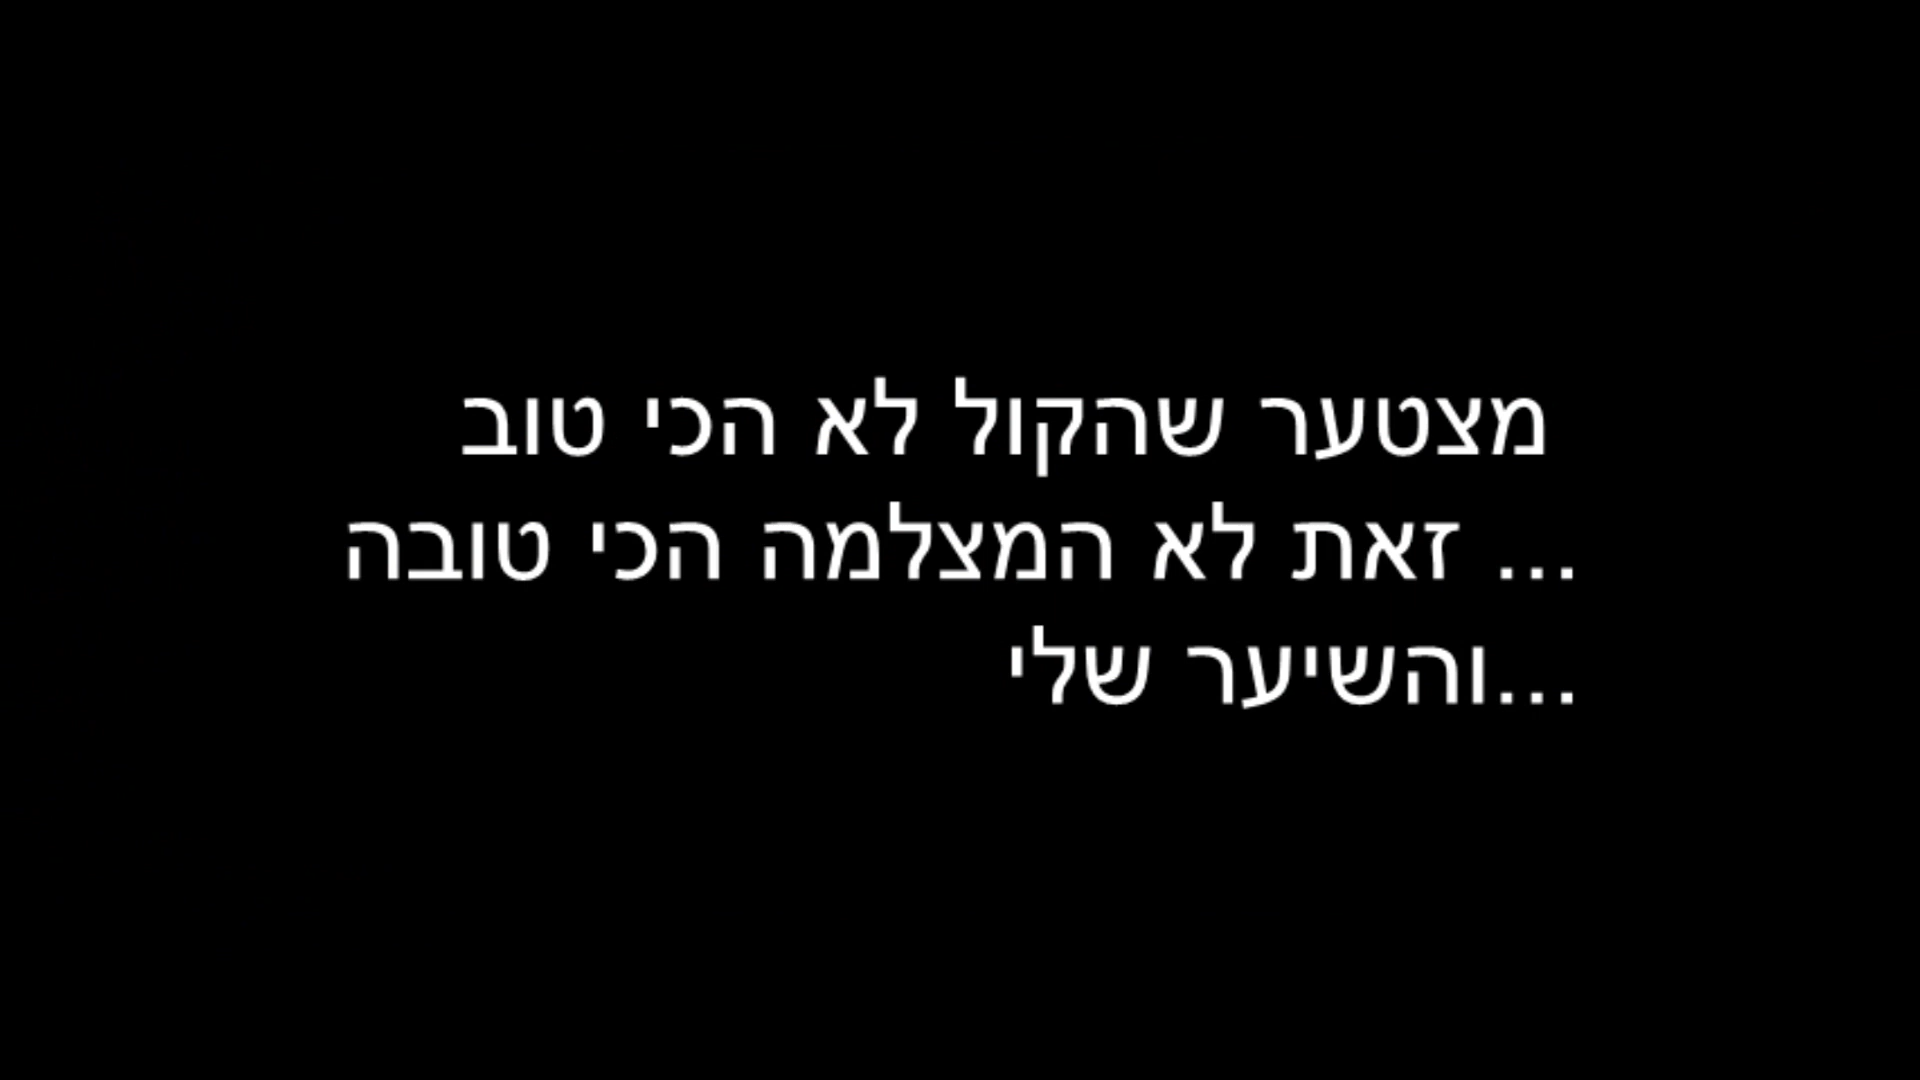 מצטער שהקול לא הכי טוב
... זאת לא המצלמה הכי טובה
...והשיער שלי